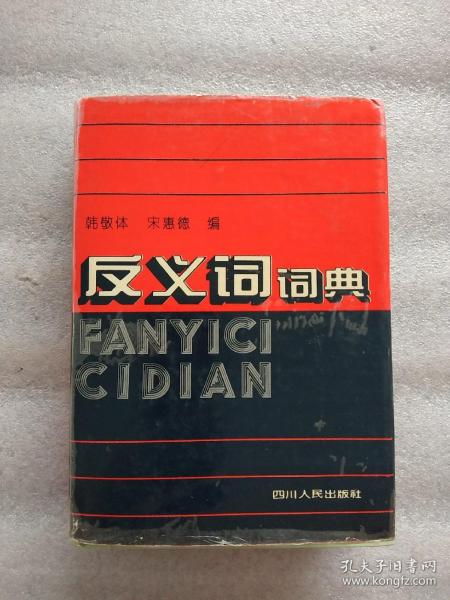 韩敬体 宋惠德 编
反义词词典
FANYICI
CIDIAN
四川人民出版社
孔夫子旧书网
www.kongfz.com